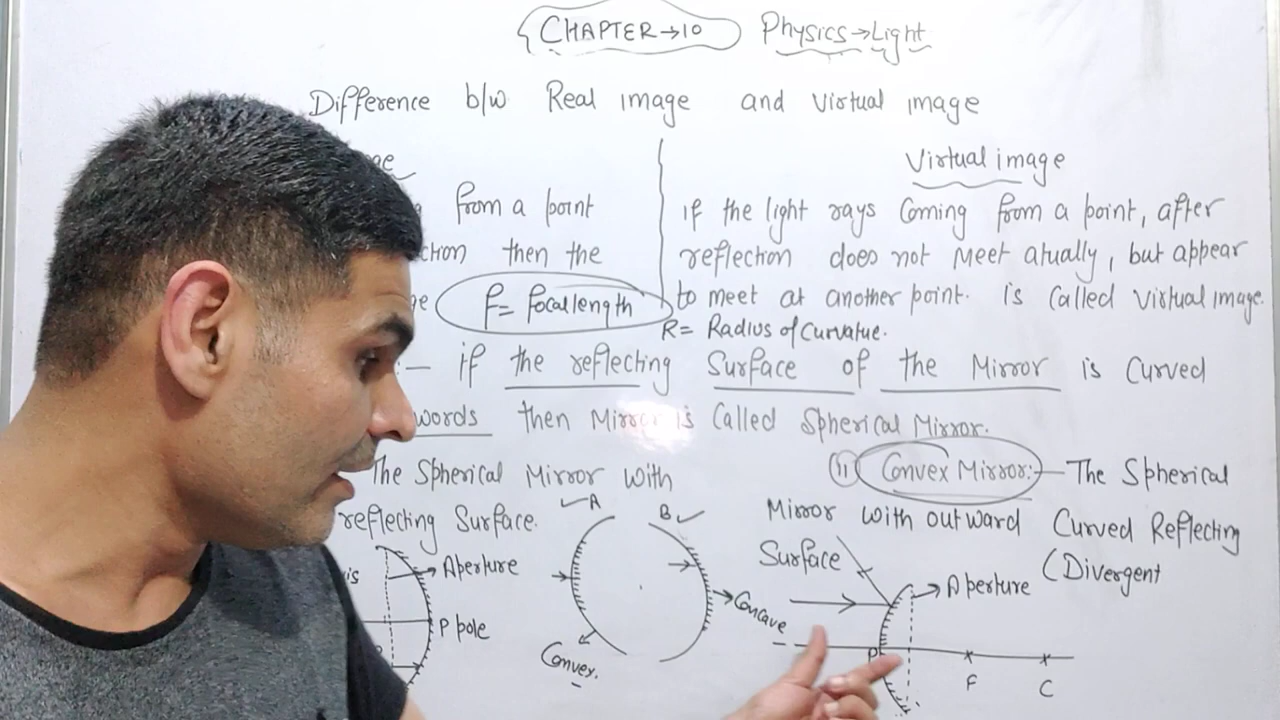 CHAPTER→10 Physics→Light
Difference b/w Real image and Virtual image
Virtual image
from a point
then the
f= focal length
if the light rays Coming from a point, after
reflection does not Meet atually, but appear
to meet at another point. is Called Virtual image.
R= Radius of Curvatue.
:— if the reflecting Surface of the Mirror is Curved
words then Mirror is Called Spherical Mirror.
The Spherical Mirror With
reflecting Surface.
(ii) Convex Mirror:— The Spherical
Mirror with outward Curved Reflecting
Surface (Divergent
Aperture
P pole
A
B
Convex.
Concave
Aperture
P
F
C